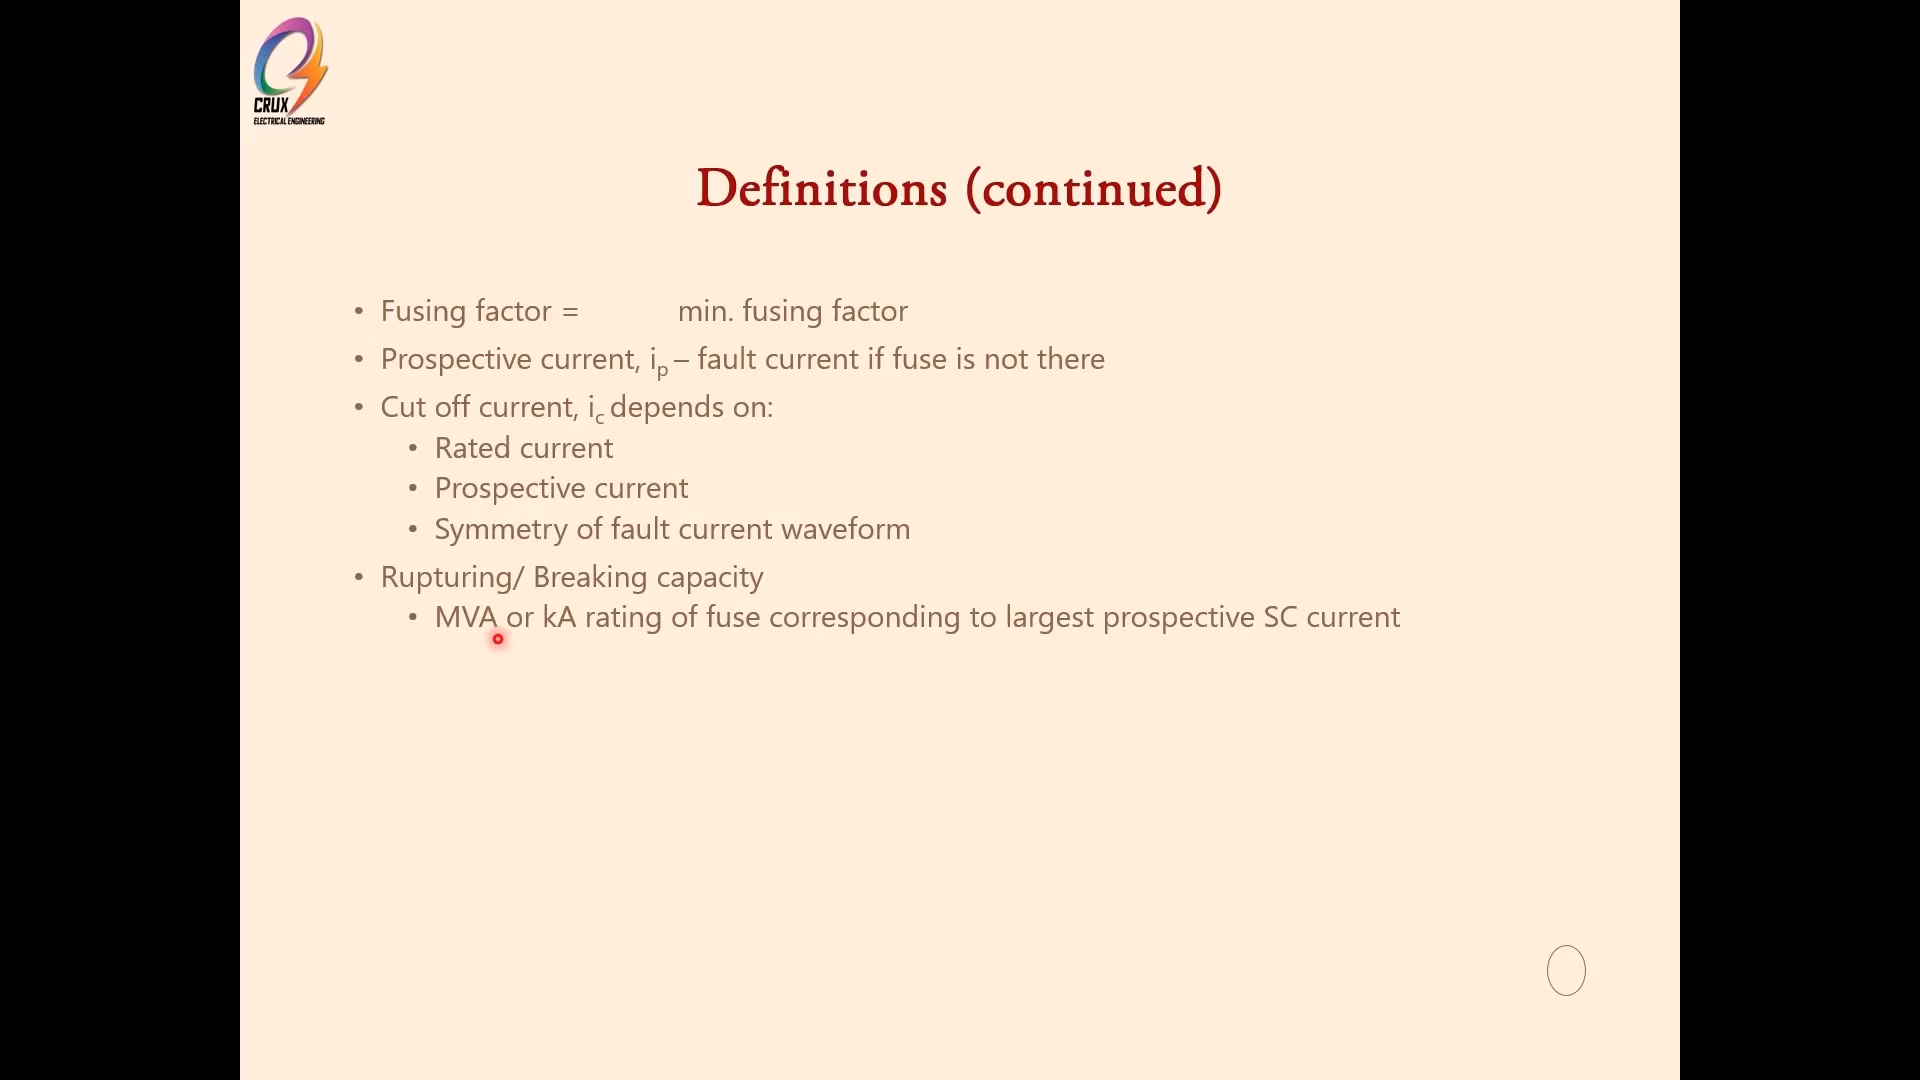 CRUX
ELECTRICAL ENGINEERING
Definitions (continued)
• Fusing factor = min. fusing factor
• Prospective current, ip – fault current if fuse is not there
• Cut off current, ic depends on:
• Rated current
• Prospective current
• Symmetry of fault current waveform
• Rupturing/ Breaking capacity
• MVA or kA rating of fuse corresponding to largest prospective SC current